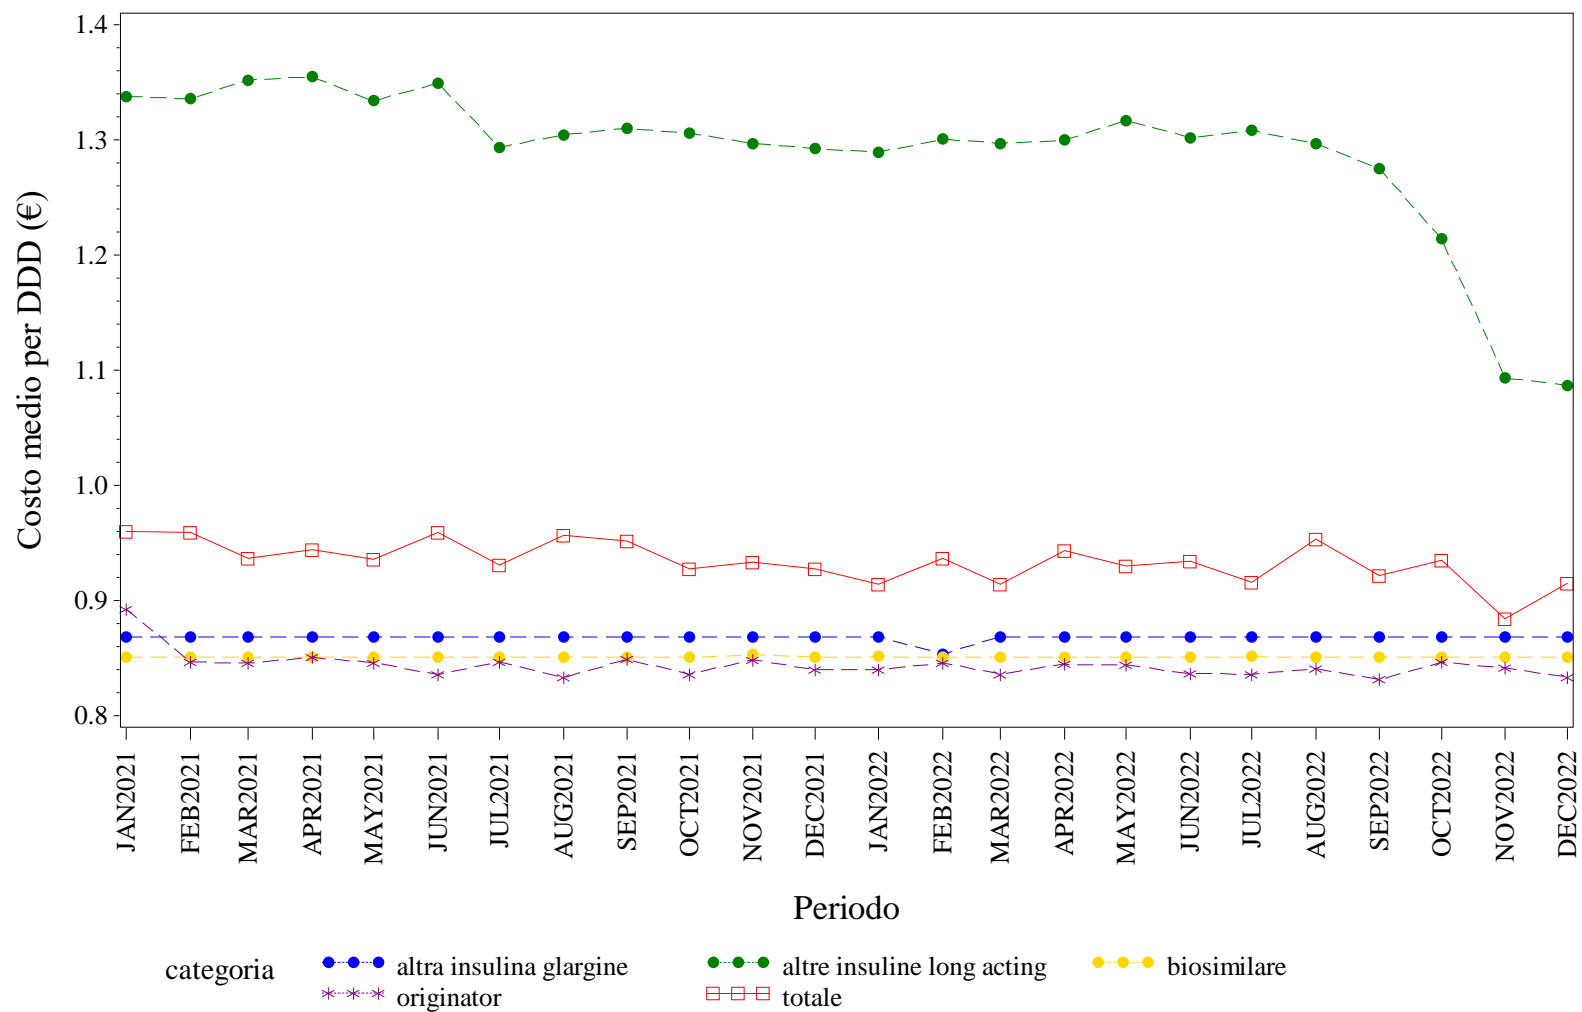 1.4
1.3
1.2
1.1
1.0
0.9
0.8
Costo medio per DDD (€)
JAN2021
FEB2021
MAR2021
APR2021
MAY2021
JUN2021
JUL2021
AUG2021
SEP2021
OCT2021
NOV2021
DEC2021
JAN2022
FEB2022
MAR2022
APR2022
MAY2022
JUN2022
JUL2022
AUG2022
SEP2022
OCT2022
NOV2022
DEC2022
Periodo
categoria
altra insulina glargine
altre insuline long acting
biosimilare
originator
totale